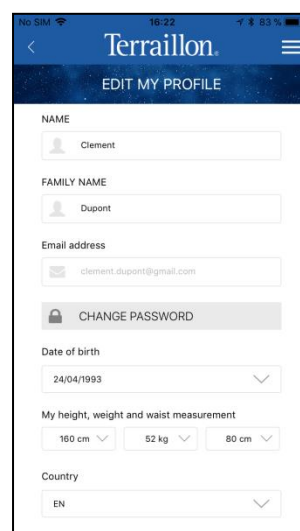 No SIM 16:22 83 %
Terraillon.
EDIT MY PROFILE
NAME
Clement
FAMILY NAME
Dupont
Email address
clement.dupont@gmail.com
CHANGE PASSWORD
Date of birth
24/04/1993
My height, weight and waist measurement
160 cm 52 kg 80 cm
Country
EN